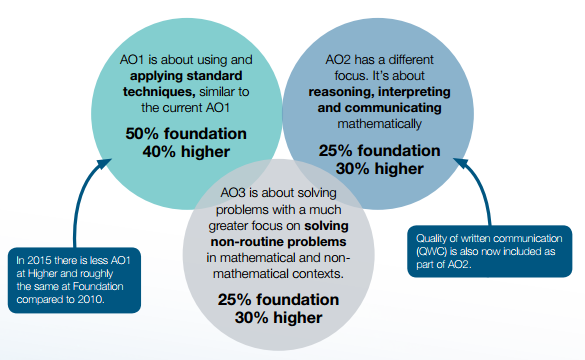 AO1 is about using and
applying standard
techniques, similar to
the current AO1
50% foundation
40% higher
AO2 has a different
focus. It's about
reasoning, interpreting
and communicating
mathematically
25% foundation
30% higher
AO3 is about solving
problems with a much
greater focus on solving
non-routine problems
in mathematical and non-
mathematical contexts.
25% foundation
30% higher
In 2015 there is less AO1
at Higher and roughly
the same at Foundation
compared to 2010.
Quality of written communication
(QWC) is also now included as
part of AO2.